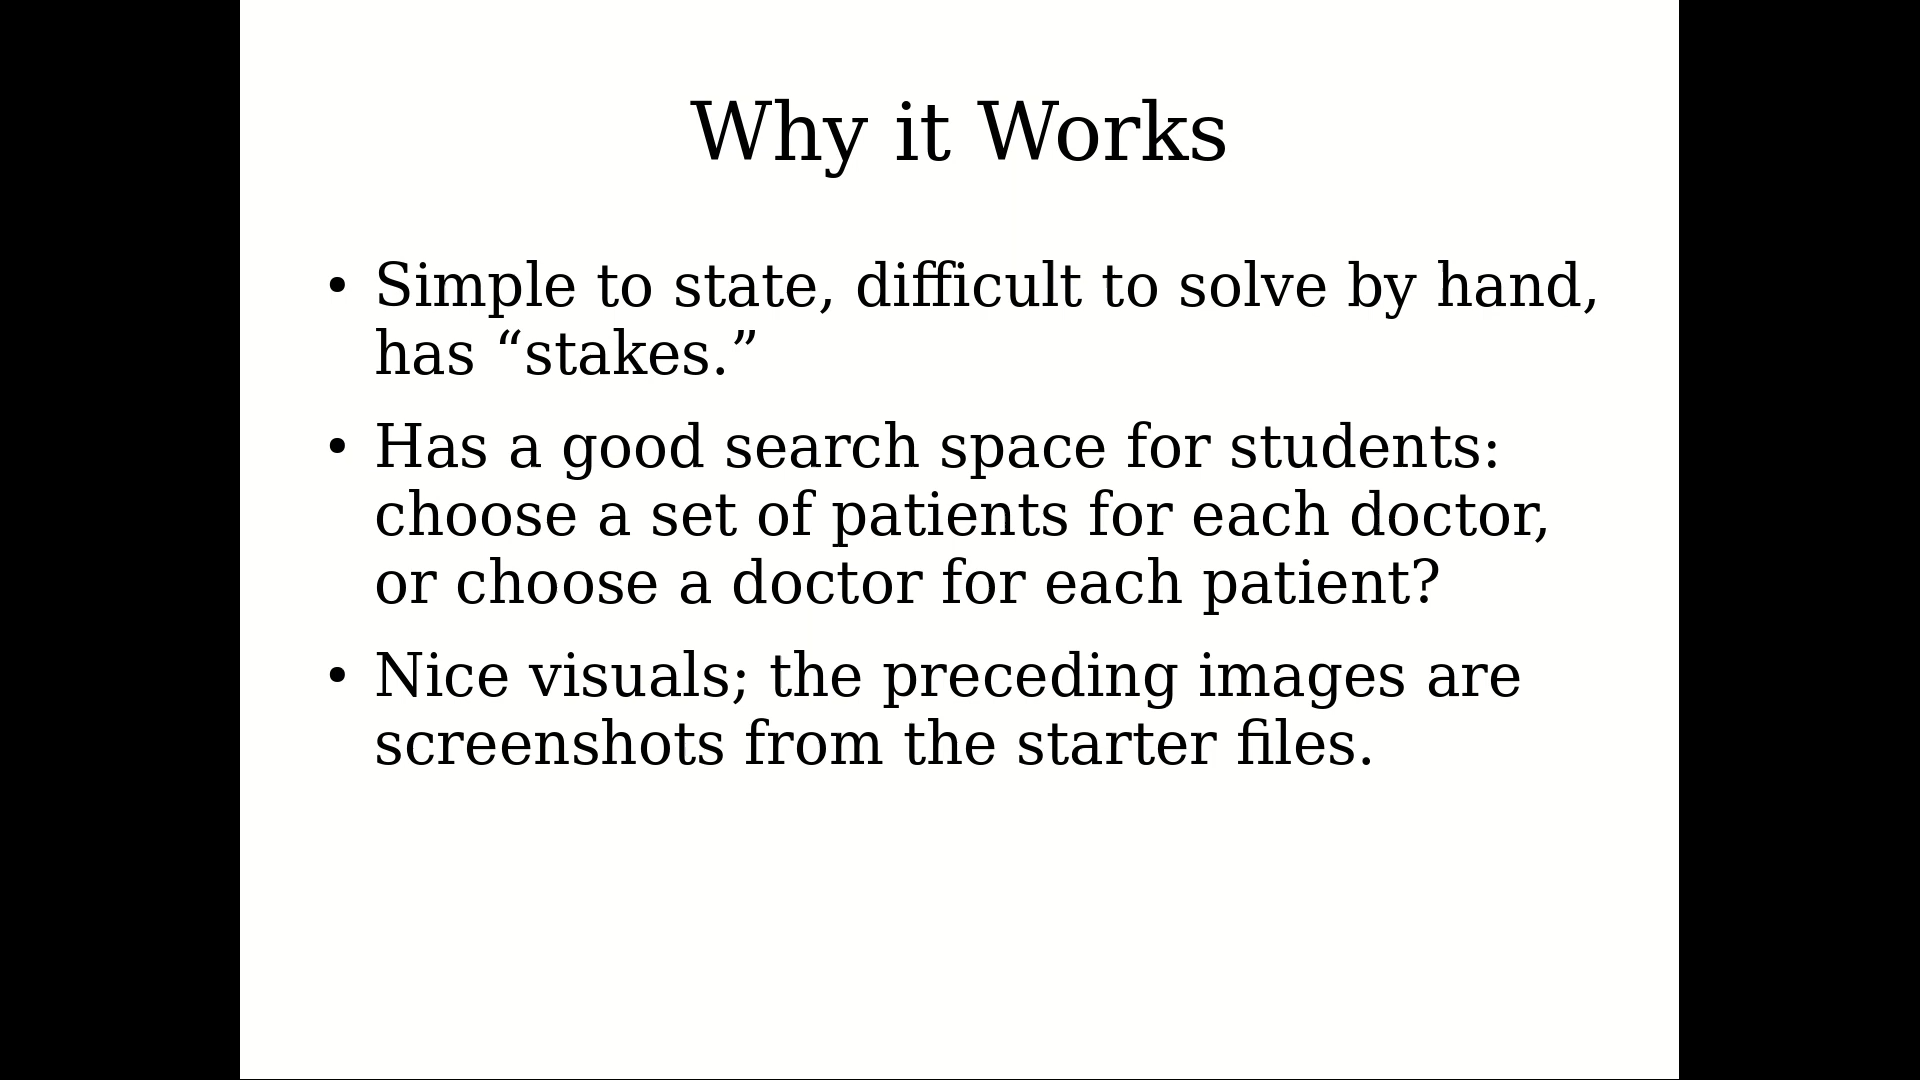 Why it Works
• Simple to state, difficult to solve by hand,
has “stakes.”
• Has a good search space for students:
choose a set of patients for each doctor,
or choose a doctor for each patient?
• Nice visuals; the preceding images are
screenshots from the starter files.